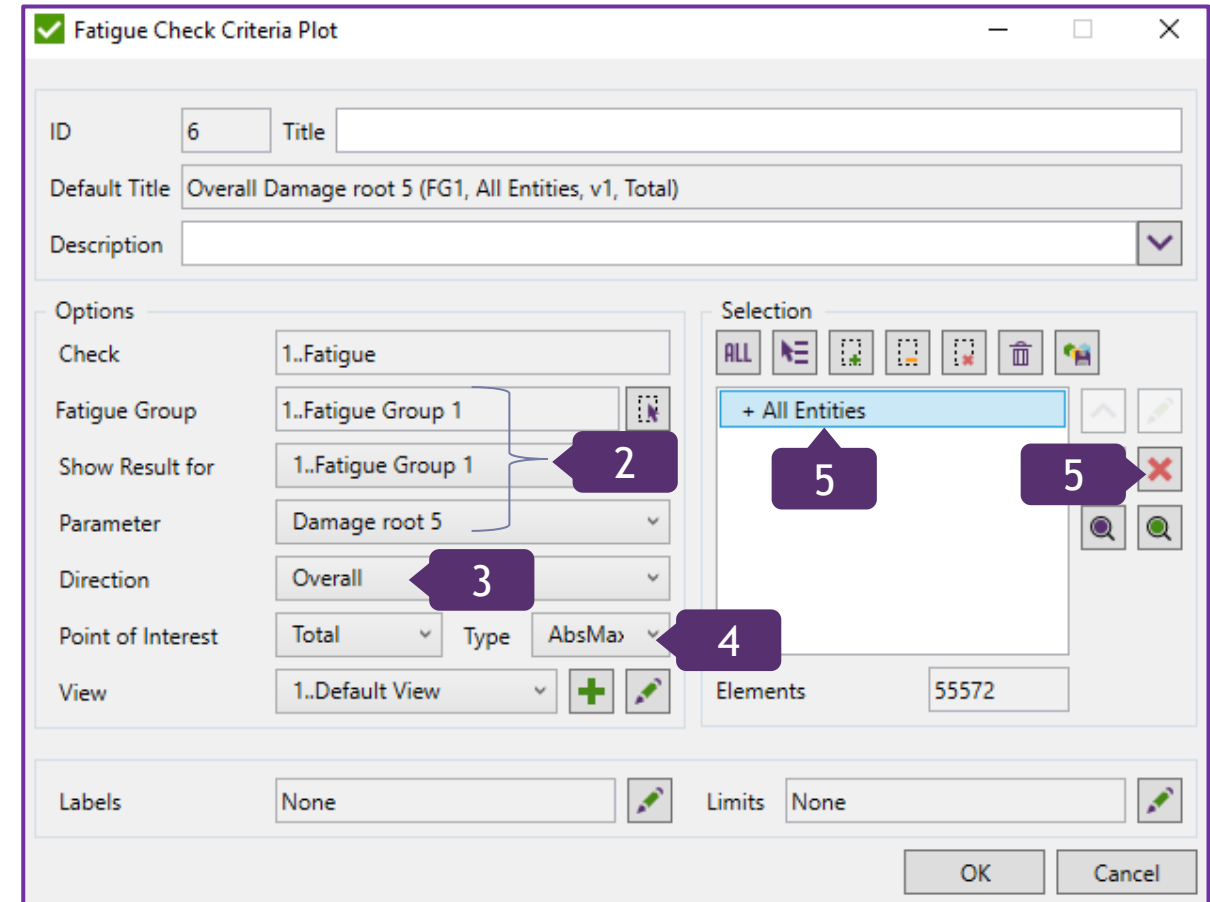 Fatigue Check Criteria Plot
ID 6 Title
Default Title Overall Damage root 5 (FG1, All Entities, v1, Total)
Description
Options
Check 1..Fatigue
Fatigue Group 1..Fatigue Group 1
Show Result for 1..Fatigue Group 1
2
Parameter Damage root 5
Direction Overall
3
Point of Interest Total Type AbsMax
4
View 1..Default View
Selection
ALL
+ All Entities
5
5
Elements 55572
Labels None Limits None
OK Cancel